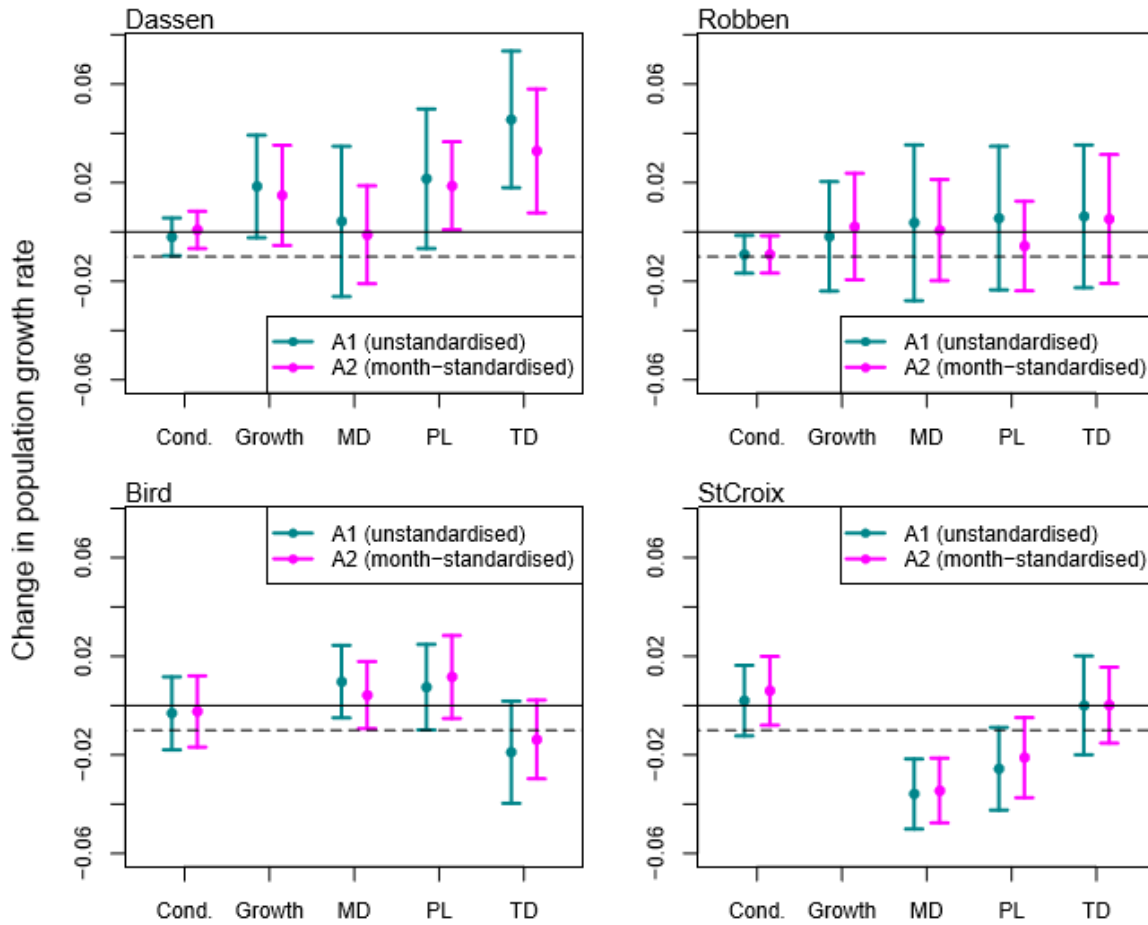 Change in population growth rate
Dassen
0.06
0.02
−0.02
−0.06
A1 (unstandardised)
A2 (month−standardised)
Cond. Growth MD PL TD
Robben
0.06
0.02
−0.02
−0.06
A1 (unstandardised)
A2 (month−standardised)
Cond. Growth MD PL TD
Bird
0.06
0.02
−0.02
−0.06
A1 (unstandardised)
A2 (month−standardised)
Cond. Growth MD PL TD
StCroix
0.06
0.02
−0.02
−0.06
A1 (unstandardised)
A2 (month−standardised)
Cond. Growth MD PL TD